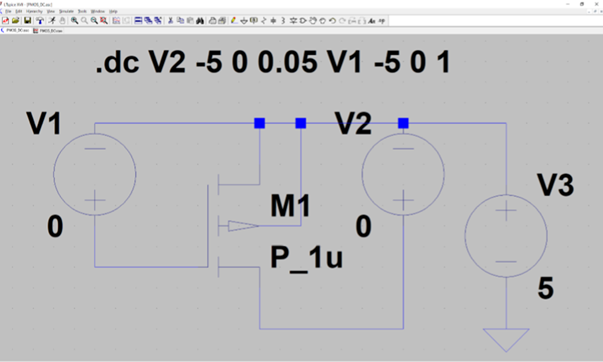 LTspice XVII - [PMOS_DC.asc]
File Edit Hierarchy View Simulate Tools Window Help
PMOS_DC.asc PMOS_DC.raw
.dc V2 -5 0 0.05 V1 -5 0 1
V1
V2
V3
0
M1
0
P_1u
5